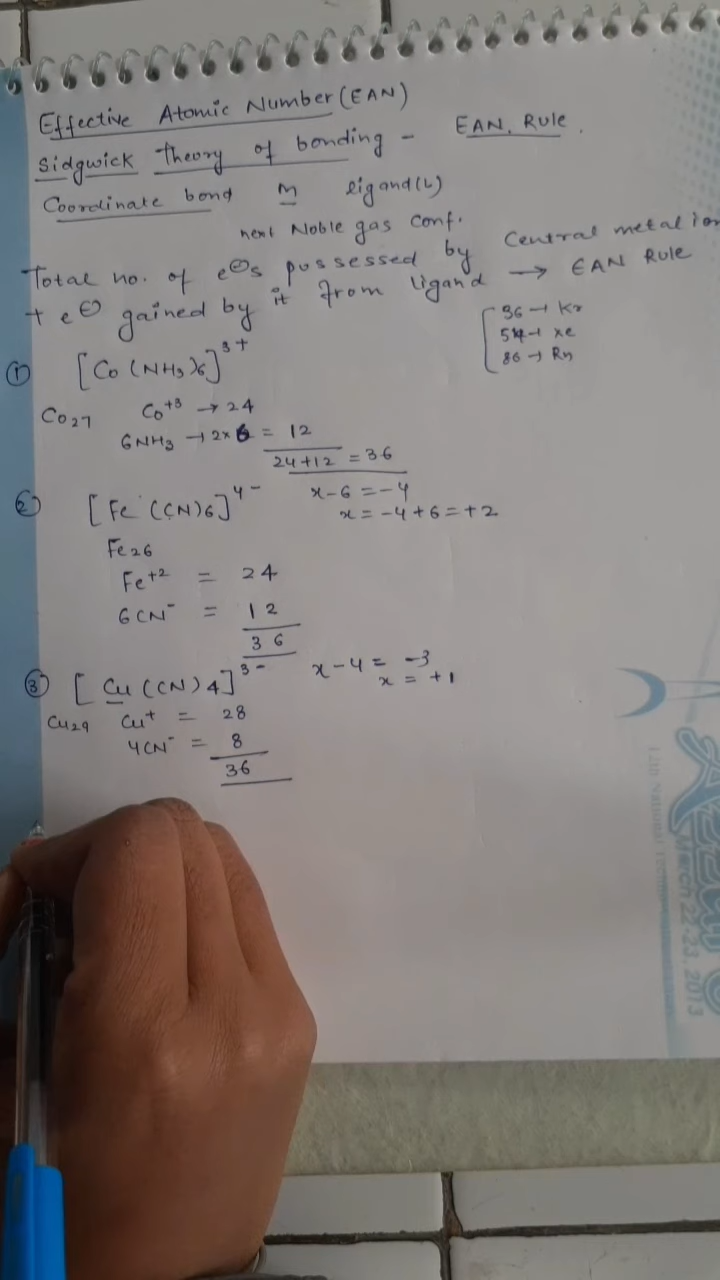 Effective Atomic Number (EAN)
Sidgwick theory of bonding - EAN. Rule.
Coordinate bond M ligand(L)
next Noble gas conf.
Total no. of e⊖s possessed by Central metal ion
+ e⊖ gained by it from ligand → EAN Rule
[36 → Kr
54 → Xe
86 → Rn
① [Co(NH3)6]3+
Co27 Co+3 → 24
6NH3 → 2×6 = 12
24+12 = 36
② [Fe(CN)6]4- x-6 = -4
x = -4+6 = +2
Fe26
Fe+2 = 24
6CN- = 12
36
③ [Cu(CN)4]3- x-4 = -3
x = +1
Cu29 Cu+ = 28
4CN- = 8
36
March 22-23, 2013